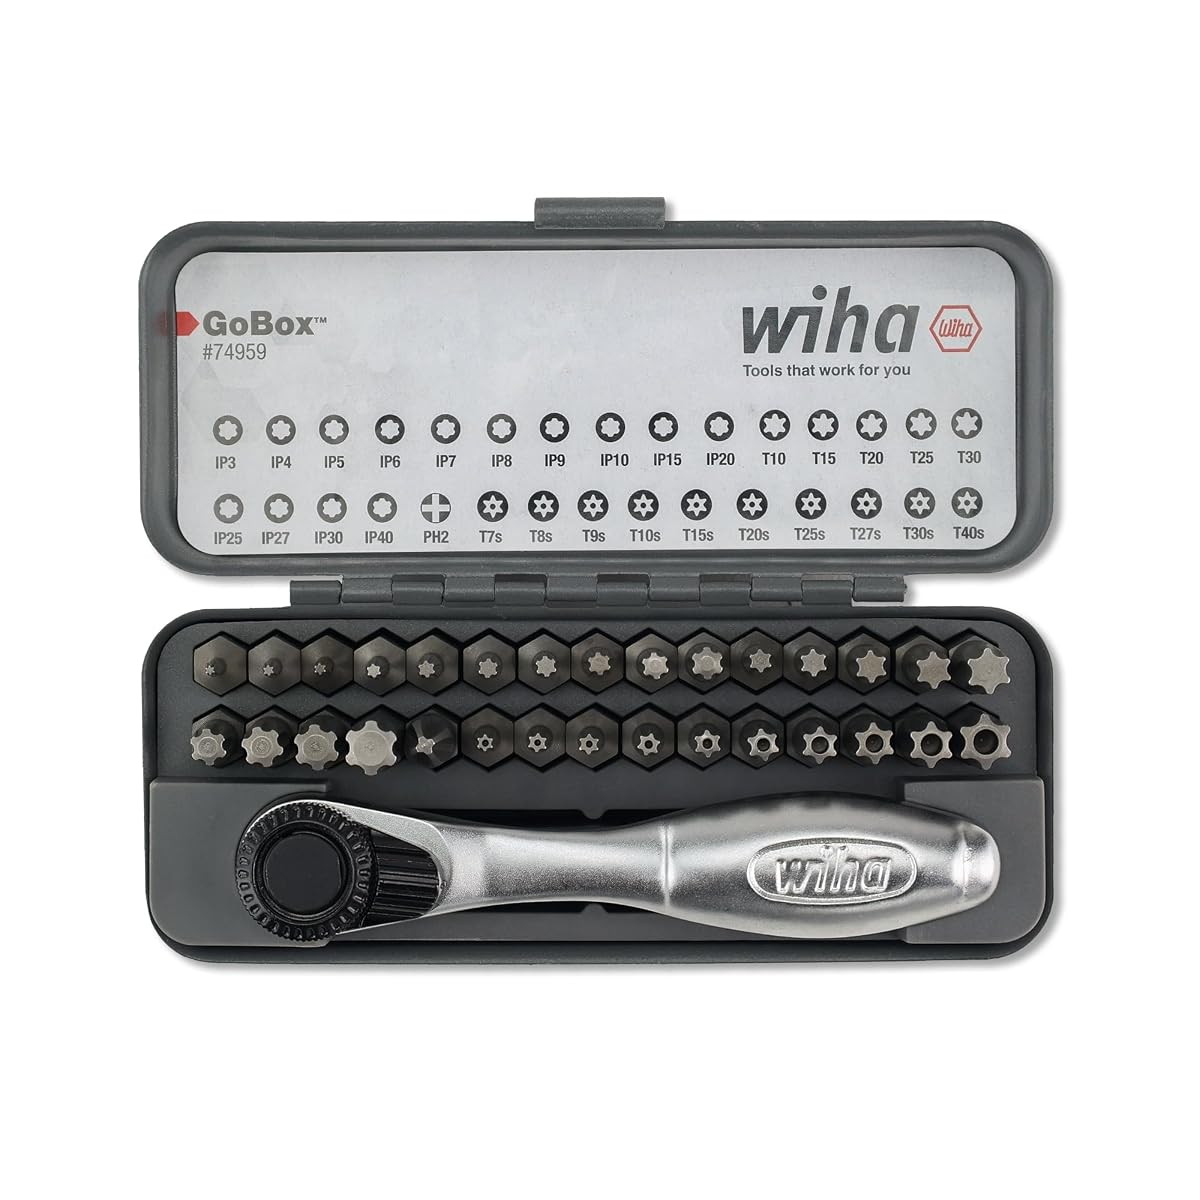 GoBox™
#74959
wiha
Wiha
Tools that work for you
IP3 IP4 IP5 IP6 IP7 IP8 IP9 IP10 IP15 IP20 T10 T15 T20 T25 T30
IP25 IP27 IP30 IP40 PH2 T7s T8s T9s T10s T15s T20s T25s T27s T30s T40s
wiha